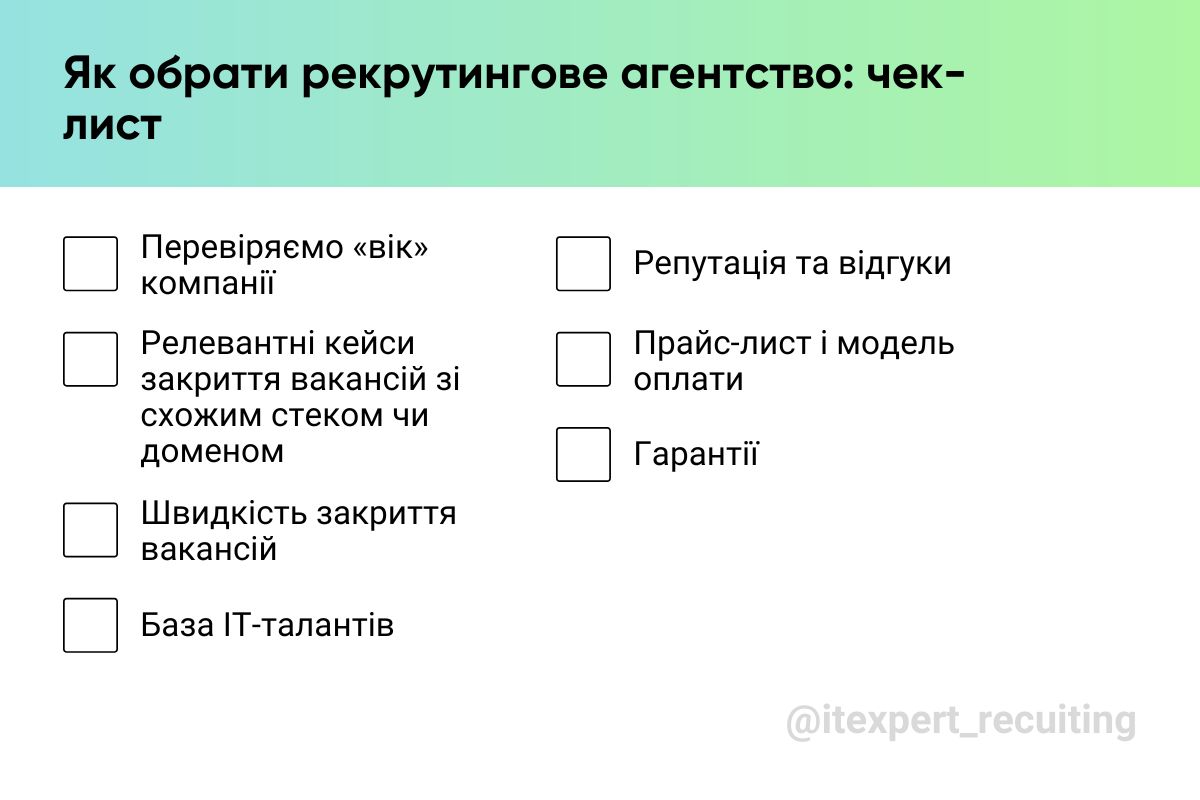 Як обрати рекрутингове агентство: чек-
лист
Перевіряємо «вік»
компанії
Релевантні кейси
закриття вакансій зі
схожим стеком чи
доменом
Швидкість закриття
вакансій
База ІТ-талантів
Репутація та відгуки
Прайс-лист і модель
оплати
Гарантії
@itexpert_recuiting